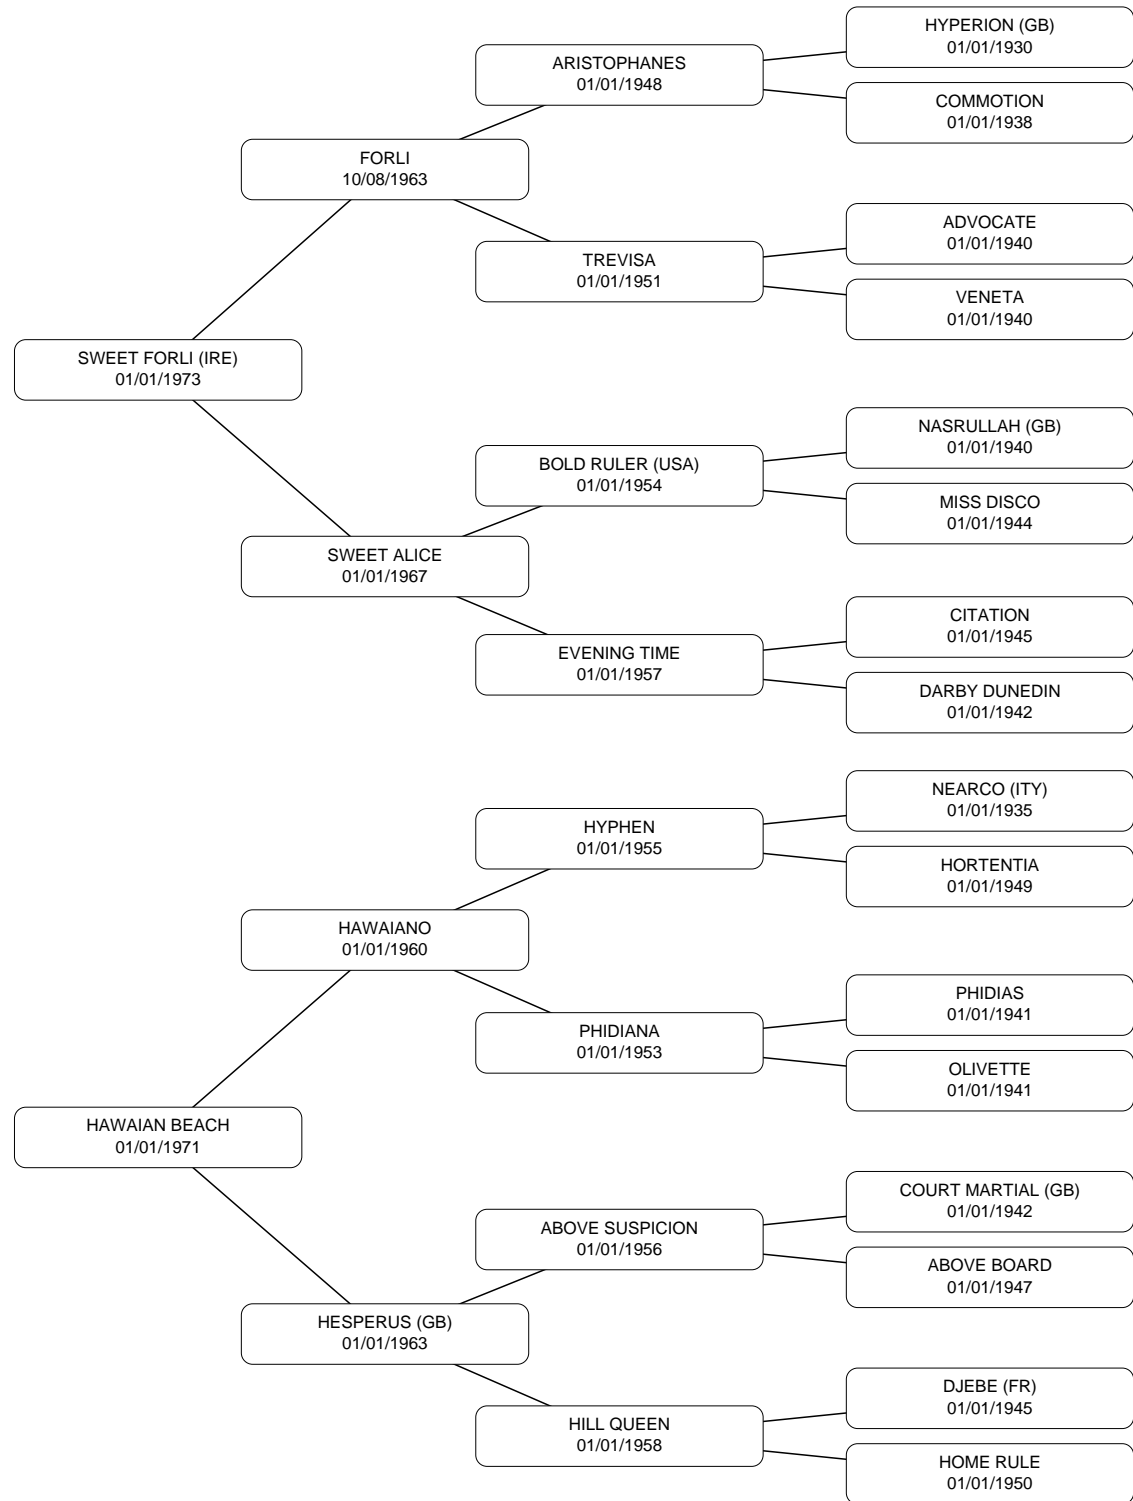 HYPERION (GB)
01/01/1930
ARISTOPHANES
01/01/1948
COMMOTION
01/01/1938
FORLI
10/08/1963
ADVOCATE
01/01/1940
TREVISA
01/01/1951
VENETA
01/01/1940
SWEET FORLI (IRE)
01/01/1973
NASRULLAH (GB)
01/01/1940
BOLD RULER (USA)
01/01/1954
MISS DISCO
01/01/1944
SWEET ALICE
01/01/1967
CITATION
01/01/1945
EVENING TIME
01/01/1957
DARBY DUNEDIN
01/01/1942
NEARCO (ITY)
01/01/1935
HYPHEN
01/01/1955
HORTENTIA
01/01/1949
HAWAIANO
01/01/1960
PHIDIAS
01/01/1941
PHIDIANA
01/01/1953
OLIVETTE
01/01/1941
HAWAIAN BEACH
01/01/1971
COURT MARTIAL (GB)
01/01/1942
ABOVE SUSPICION
01/01/1956
ABOVE BOARD
01/01/1947
HESPERUS (GB)
01/01/1963
DJEBE (FR)
01/01/1945
HILL QUEEN
01/01/1958
HOME RULE
01/01/1950